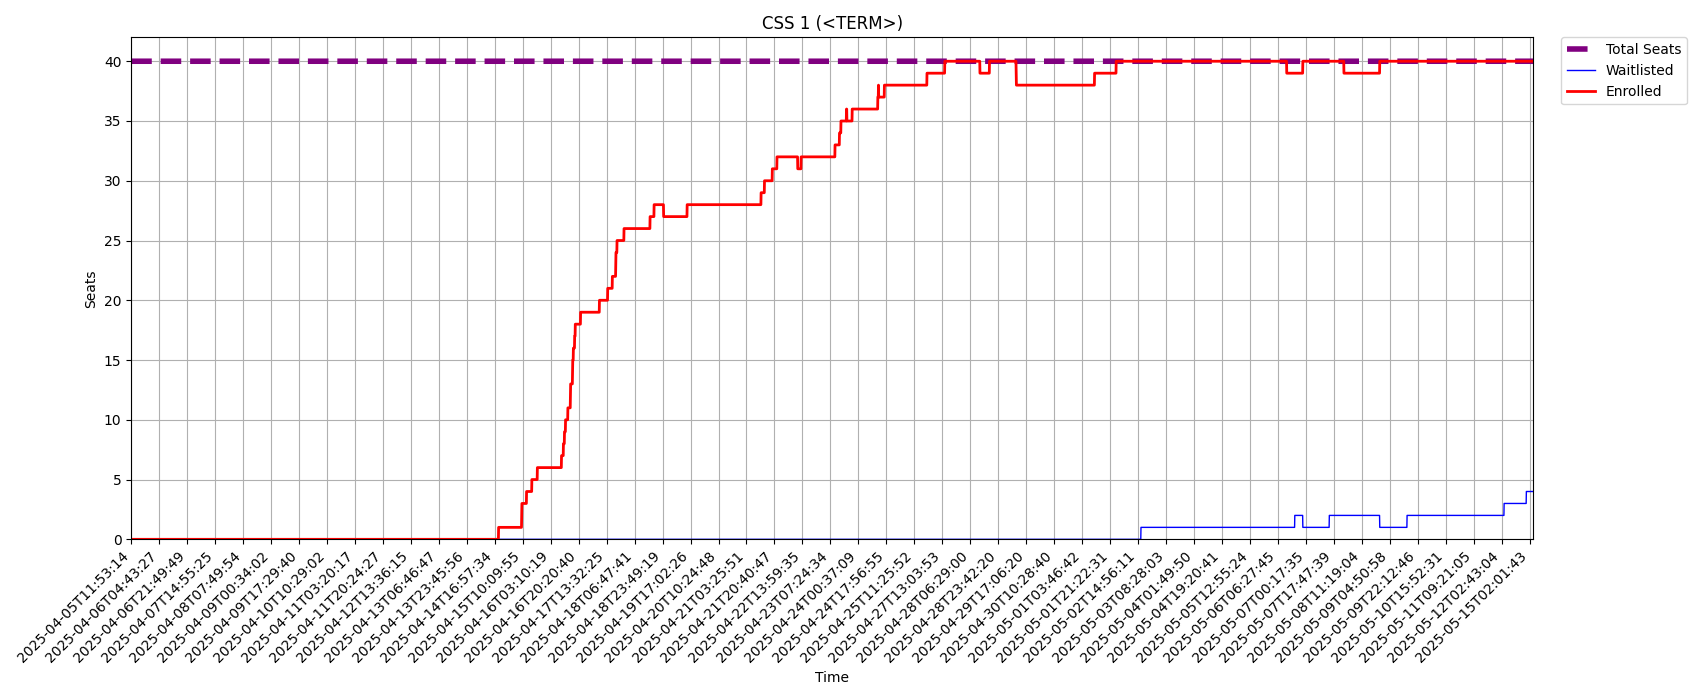 CSS 1 (<TERM>)
Total Seats
Waitlisted
Enrolled
Seats
40
35
30
25
20
15
10
5
0
2025-04-05T11:53:14
2025-04-06T04:43:27
2025-04-06T21:49:49
2025-04-07T14:55:25
2025-04-08T07:49:54
2025-04-09T00:34:02
2025-04-09T17:29:40
2025-04-10T10:29:02
2025-04-11T03:20:17
2025-04-11T20:24:27
2025-04-12T13:36:15
2025-04-13T06:46:47
2025-04-13T23:45:56
2025-04-14T16:57:34
2025-04-15T10:09:55
2025-04-16T03:10:19
2025-04-16T20:20:40
2025-04-17T13:32:25
2025-04-18T06:47:41
2025-04-18T23:49:19
2025-04-19T17:02:26
2025-04-20T10:24:48
2025-04-21T03:25:51
2025-04-21T20:40:47
2025-04-22T13:59:35
2025-04-23T07:24:34
2025-04-24T00:37:09
2025-04-24T17:56:55
2025-04-25T11:25:52
2025-04-27T13:03:53
2025-04-28T06:29:00
2025-04-28T23:42:20
2025-04-29T17:06:20
2025-04-30T10:28:40
2025-05-01T03:46:42
2025-05-01T21:22:31
2025-05-02T14:56:11
2025-05-03T08:28:03
2025-05-04T01:49:50
2025-05-04T19:20:41
2025-05-05T12:55:24
2025-05-06T06:27:45
2025-05-07T00:17:35
2025-05-07T17:47:39
2025-05-08T11:19:04
2025-05-09T04:50:58
2025-05-09T22:12:46
2025-05-10T15:52:31
2025-05-11T09:21:05
2025-05-12T02:43:04
2025-05-15T02:01:43
Time